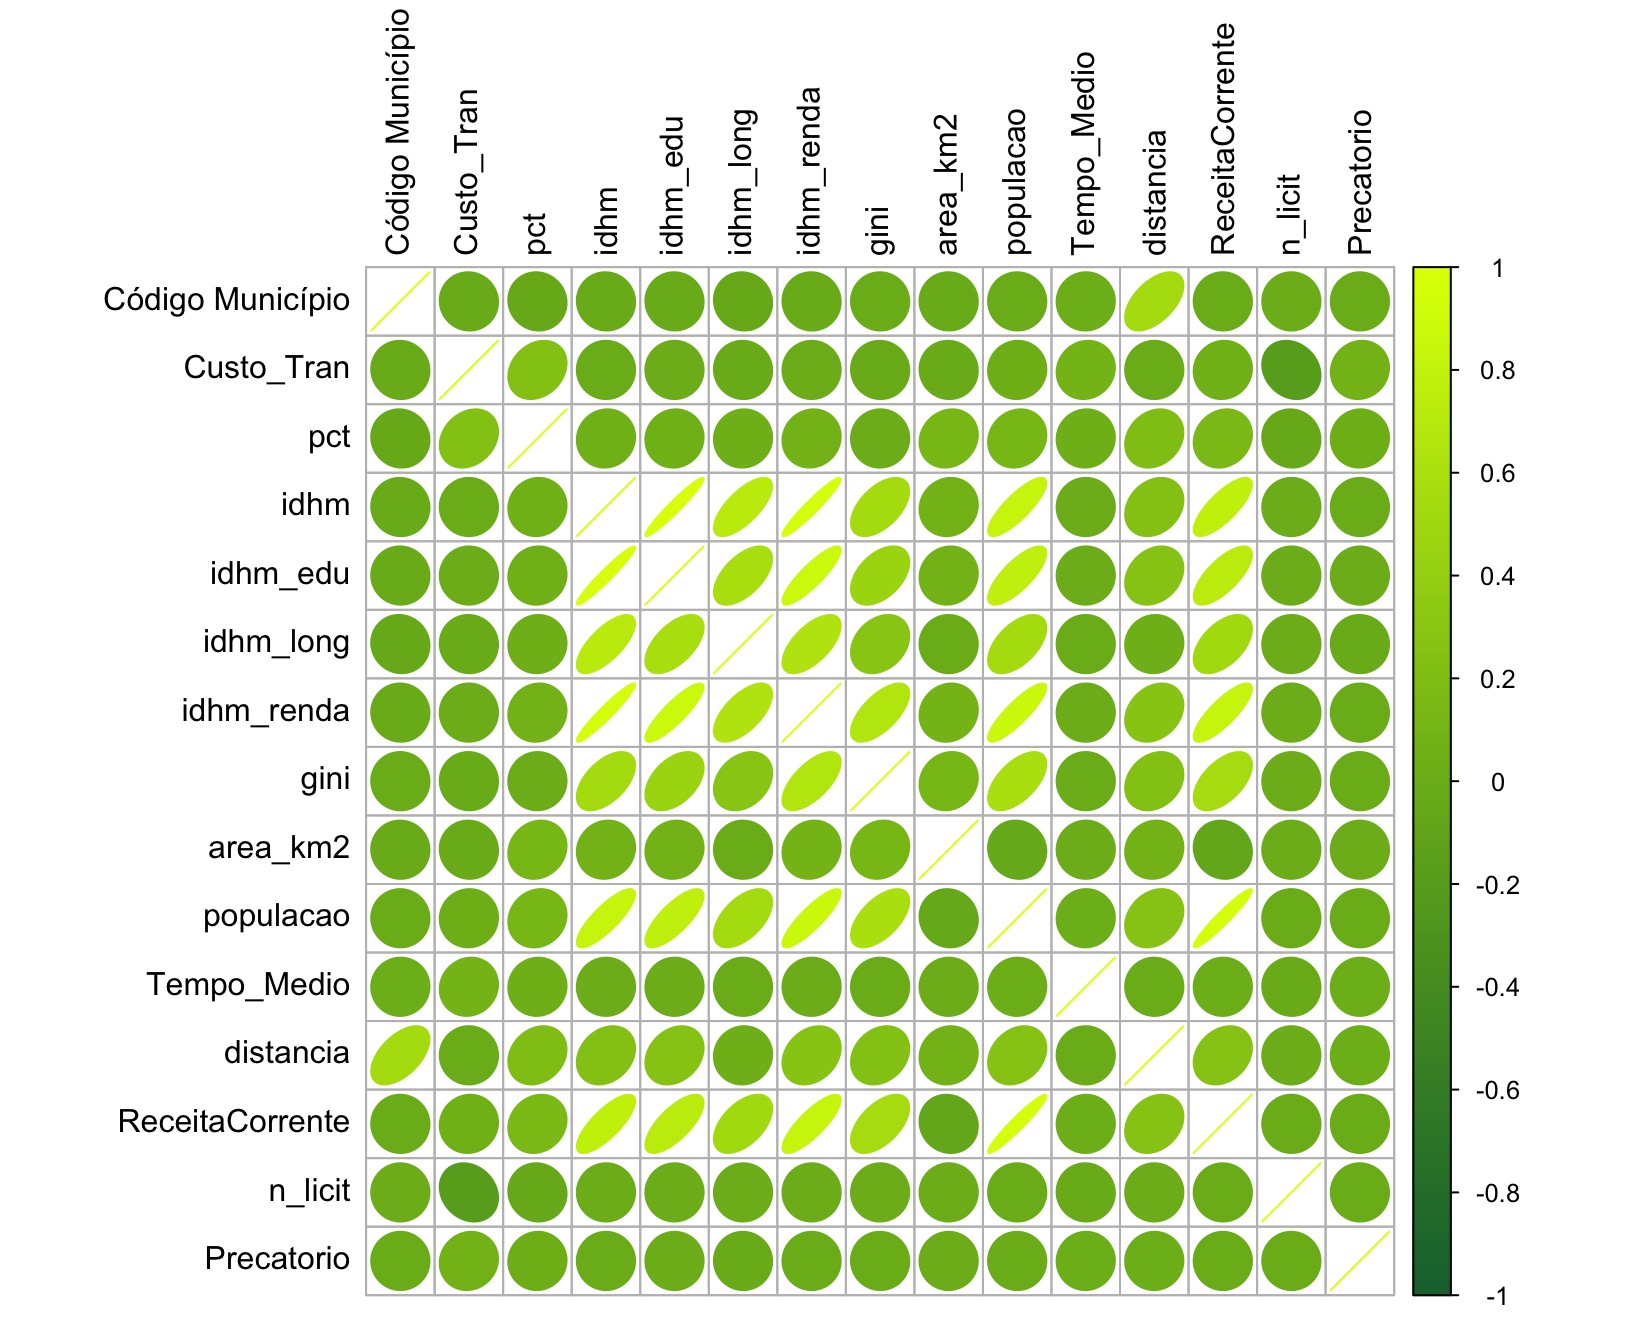 Código Município
Custo_Tran
pct
idhm
idhm_edu
idhm_long
idhm_renda
gini
area_km2
populacao
Tempo_Medio
distancia
ReceitaCorrente
n_licit
Precatorio
Código Município
Custo_Tran
pct
idhm
idhm_edu
idhm_long
idhm_renda
gini
area_km2
populacao
Tempo_Medio
distancia
ReceitaCorrente
n_licit
Precatorio
1
0.8
0.6
0.4
0.2
0
-0.2
-0.4
-0.6
-0.8
-1